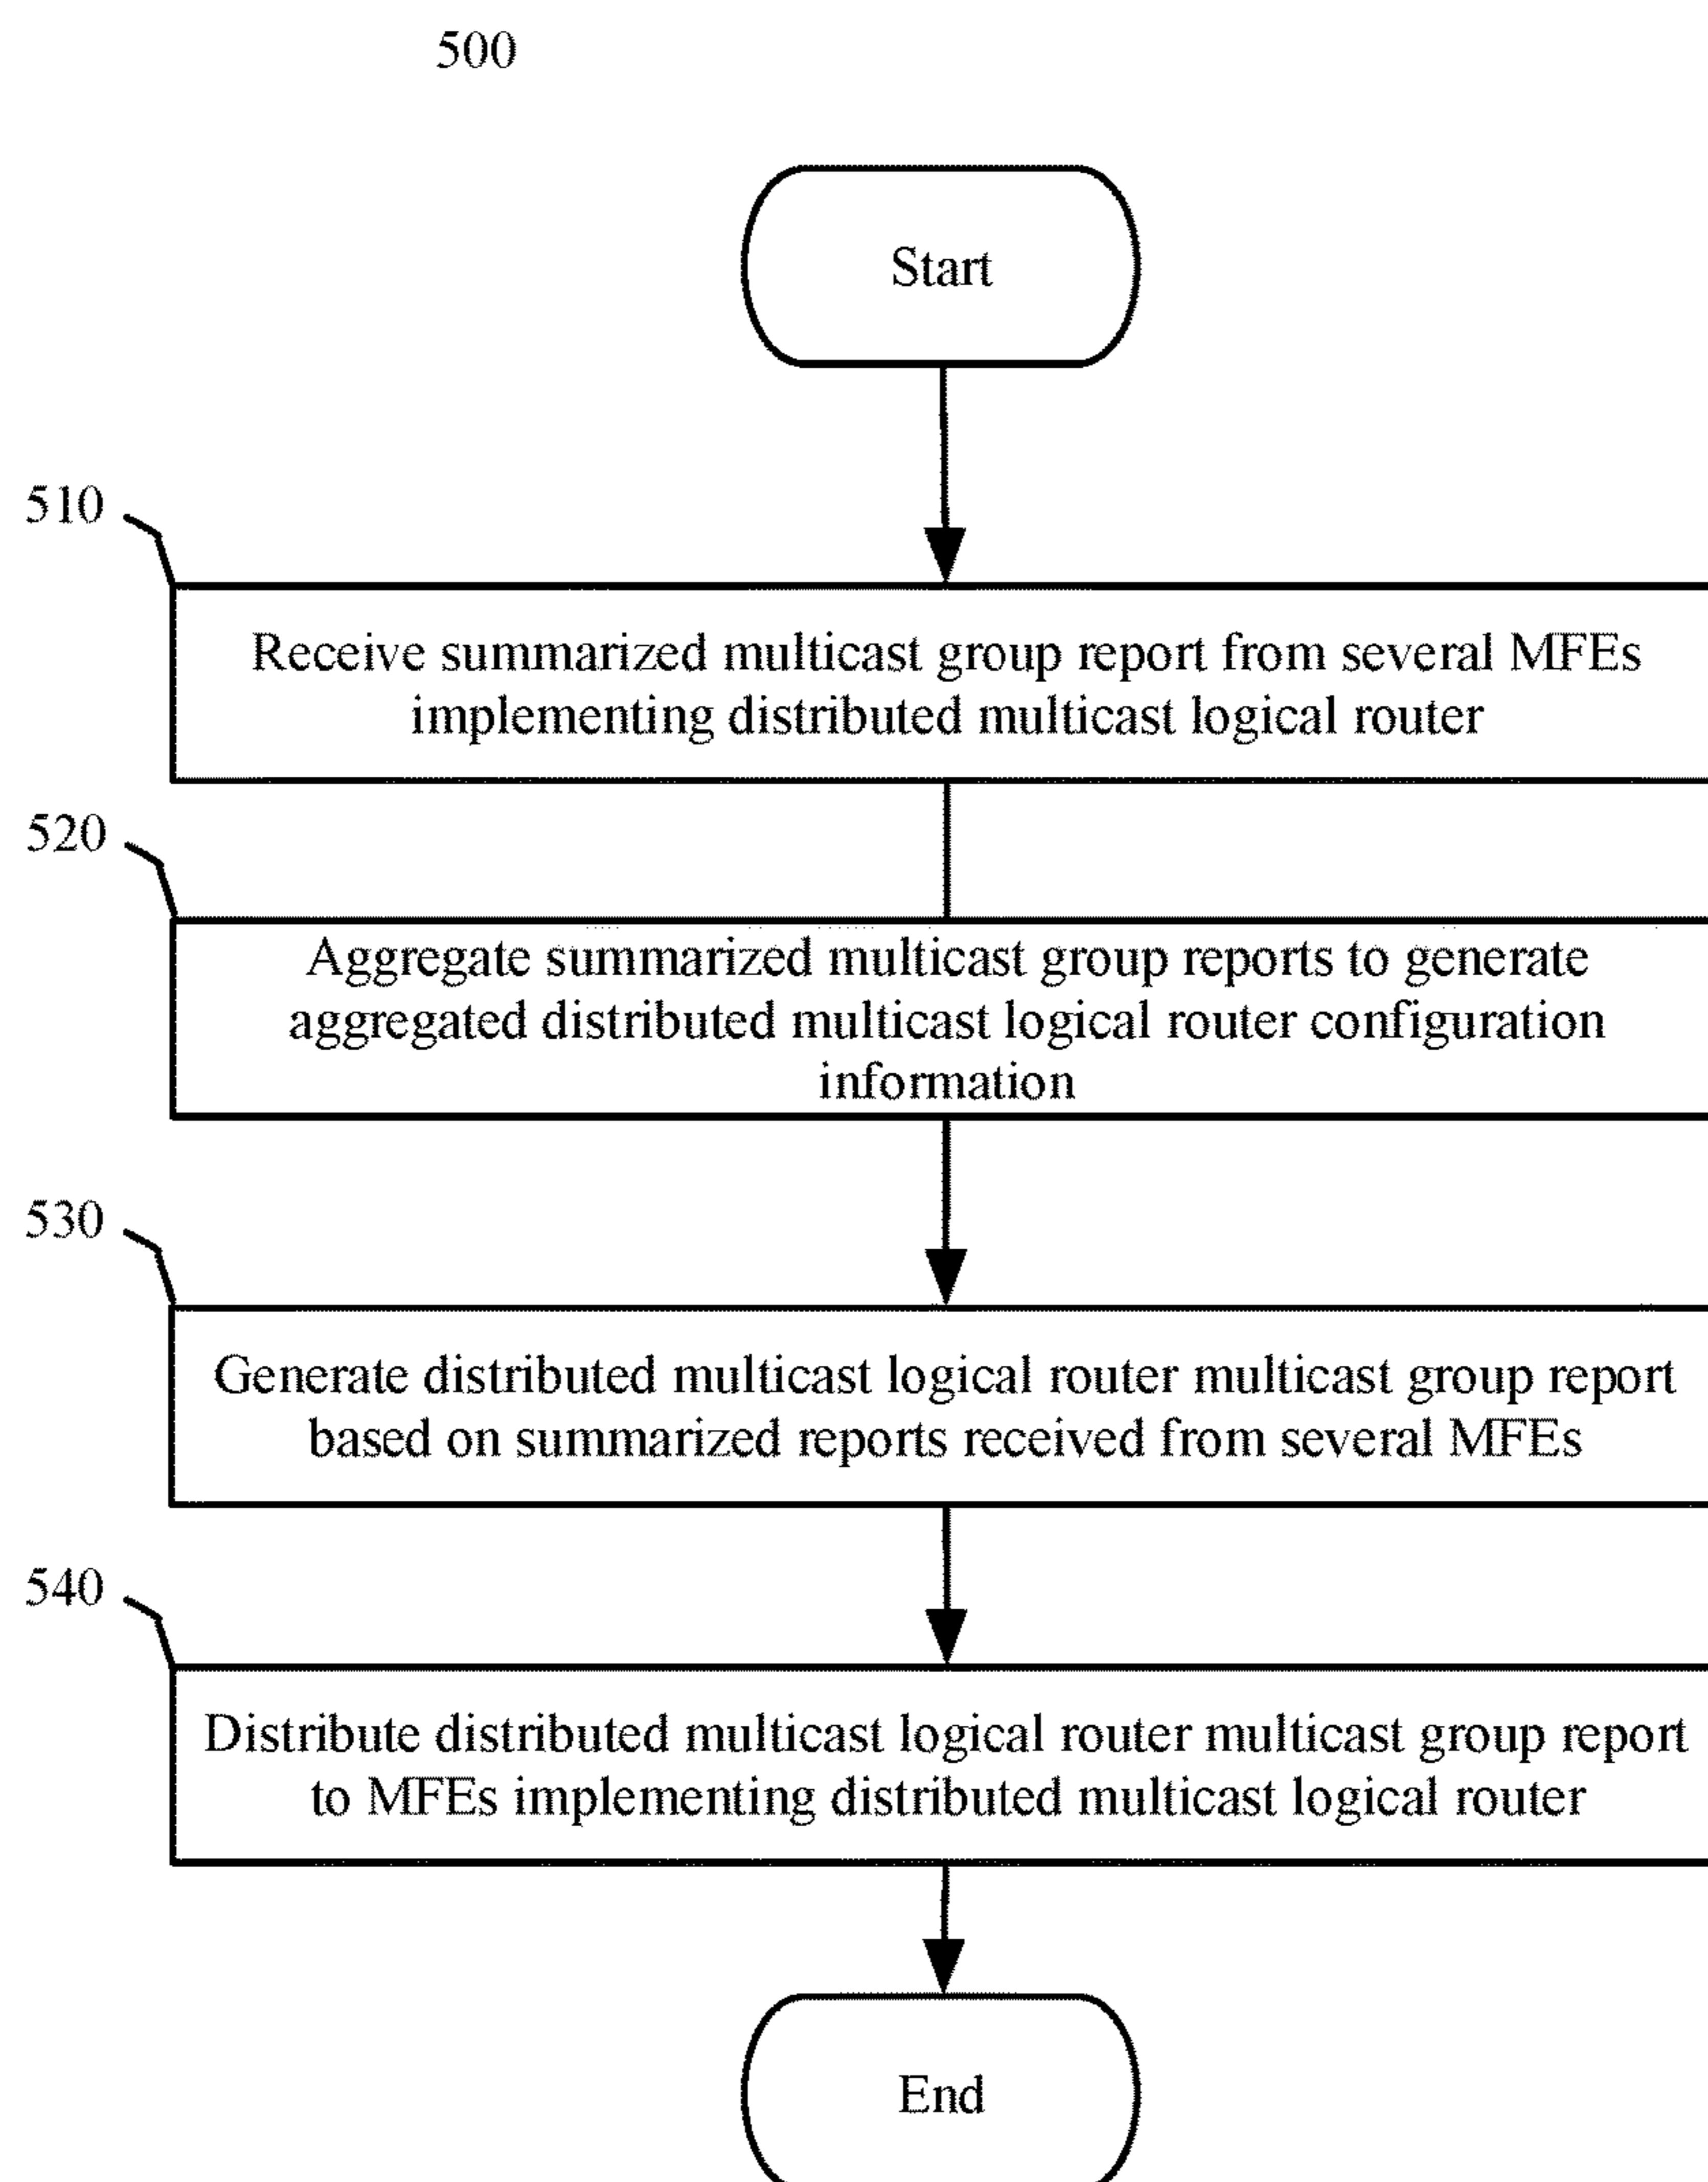 500
Start
510
Receive summarized multicast group report from several MFEs
implementing distributed multicast logical router
520
Aggregate summarized multicast group reports to generate
aggregated distributed multicast logical router configuration
information
530
Generate distributed multicast logical router multicast group report
based on summarized reports received from several MFEs
540
Distribute distributed multicast logical router multicast group report
to MFEs implementing distributed multicast logical router
End